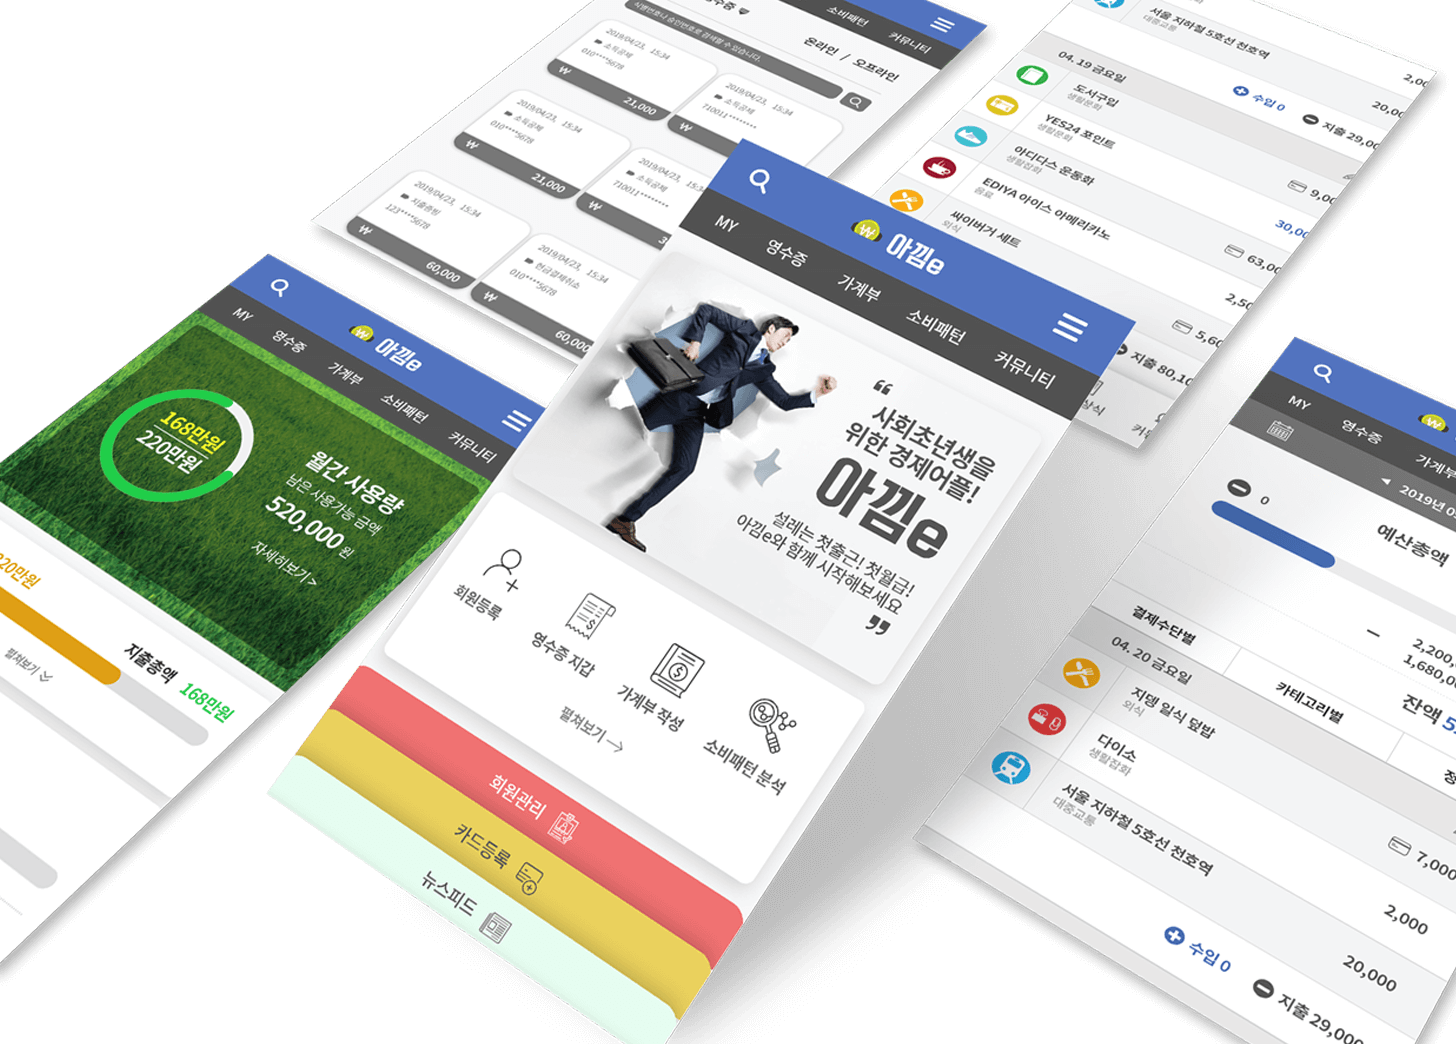 소비패턴
커뮤니티
온라인 / 오프라인
2019/04/23, 15:34
소득공제
010****5678
₩
21,000
2019/04/23, 15:34
소득공제
710011********
₩
2019/04/23, 15:34
소득공제
010****5678
₩
21,000
2019/04/23, 15:34
소득공제
710011********
₩
2019/04/23, 15:34
지출증빙
123****5678
₩
60,000
2019/04/23, 15:34
현금결제취소
010****5678
₩
60,000
서울 지하철 5호선 천호역
대중교통
04. 19 금요일
수입 0
지출 29,00
도서구입
생활문화
20,00
YES24 포인트
생활문화
9,00
아디다스 운동화
생활잡화
30,00
EDIYA 아이스 아메리카노
음료
63,00
싸이버거 세트
외식
2,50
5,60
지출 80,10
MY
영수증
가계부
소비패턴
커뮤니티
₩
아낌e
168만원
220만원
월간 사용량
남은 사용가능 금액
520,000 원
자세히보기 >
220만원
펼쳐보기
지출총액
168만원
₩
아낌e
MY
영수증
가계부
소비패턴
커뮤니티
“
사회초년생을
위한 경제어플!
아낌e
설레는 첫출근! 첫월급!
아낌e와 함께 시작해보세요
”
회원등록
영수증 지갑
가계부 작성
소비패턴 분석
펼쳐보기
회원관리
카드등록
뉴스피드
MY
영수증
가계부
₩
2019년
0
예산총액
2,200,
1,680,0
잔액 5
결제수단별
카테고리별
04. 20 금요일
지뎅 일식 덮밥
외식
7,000
다이소
생활잡화
2,000
서울 지하철 5호선 천호역
대중교통
20,000
수입 0
지출 29,000